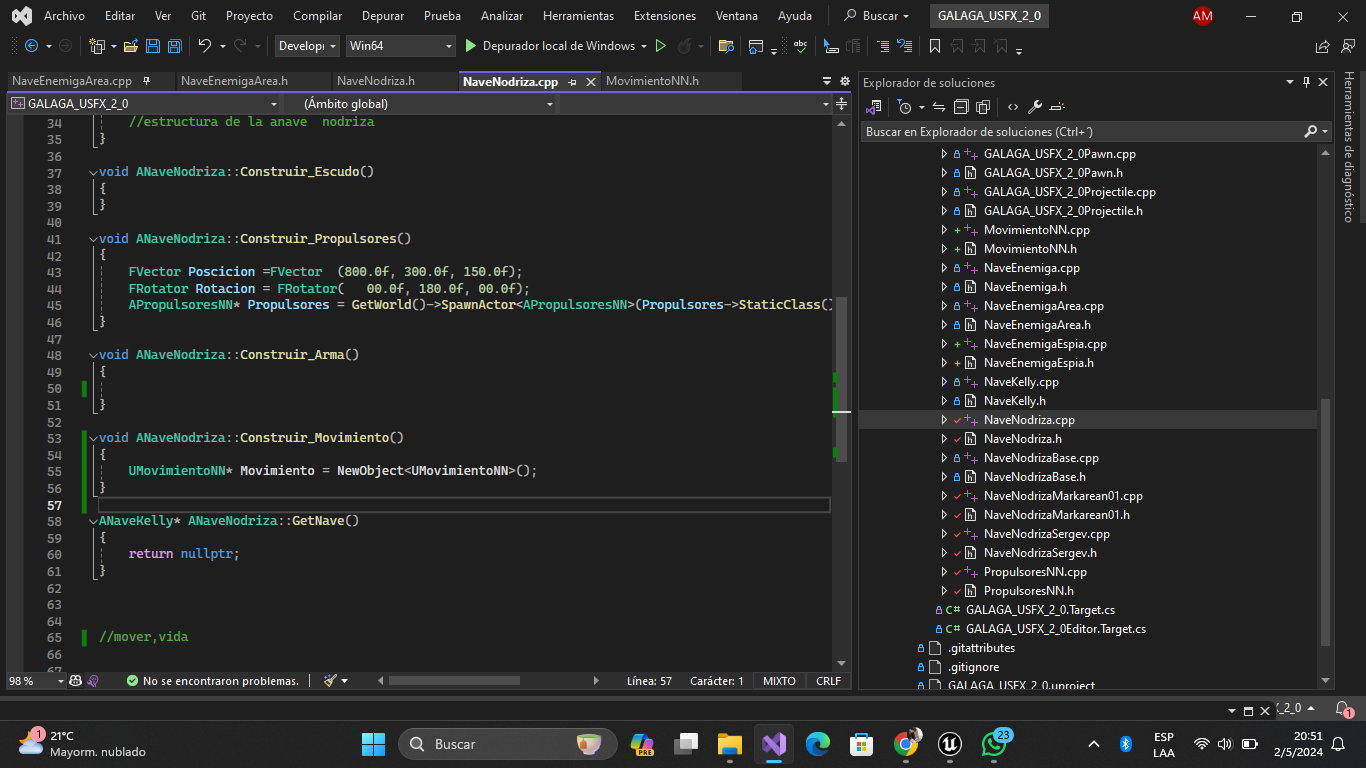 Archivo Editar Ver Git Proyecto Compilar Depurar Prueba Analizar Herramientas Extensiones Ventana Ayuda Buscar GALAGA_USFX_2_0 AM
Developr Win64 Depurador local de Windows
NaveEnemigaArea.cpp NaveEnemigaArea.h NaveNodriza.h NaveNodriza.cpp MovimientoNN.h
GALAGA_USFX_2_0 (Ámbito global)
34 //estructura de la anave  nodriza
35 }
36
37 void ANaveNodriza::Construir_Escudo()
38 {
39 }
40
41 void ANaveNodriza::Construir_Propulsores()
42 {
43 FVector Poscicion =FVector  (800.0f, 300.0f, 150.0f);
44 FRotator Rotacion = FRotator(   00.0f, 180.0f, 00.0f);
45 APropulsoresNN* Propulsores = GetWorld()->SpawnActor<APropulsoresNN>(Propulsores->StaticClass()
46 }
47
48 void ANaveNodriza::Construir_Arma()
49 {
50
51 }
52
53 void ANaveNodriza::Construir_Movimiento()
54 {
55 UMovimientoNN* Movimiento = NewObject<UMovimientoNN>();
56 }
57
58 ANaveKelly* ANaveNodriza::GetNave()
59 {
60 return nullptr;
61 }
62
63
64
65 //mover,vida
66
67
98 % No se encontraron problemas. Línea: 57 Carácter: 1 MIXTO CRLF
Explorador de soluciones
Buscar en Explorador de soluciones (Ctrl+´)
GALAGA_USFX_2_0Pawn.cpp
GALAGA_USFX_2_0Pawn.h
GALAGA_USFX_2_0Projectile.cpp
GALAGA_USFX_2_0Projectile.h
MovimientoNN.cpp
MovimientoNN.h
NaveEnemiga.cpp
NaveEnemiga.h
NaveEnemigaArea.cpp
NaveEnemigaArea.h
NaveEnemigaEspia.cpp
NaveEnemigaEspia.h
NaveKelly.cpp
NaveKelly.h
NaveNodriza.cpp
NaveNodriza.h
NaveNodrizaBase.cpp
NaveNodrizaBase.h
NaveNodrizaMarkarean01.cpp
NaveNodrizaMarkarean01.h
NaveNodrizaSergev.cpp
NaveNodrizaSergev.h
PropulsoresNN.cpp
PropulsoresNN.h
C# GALAGA_USFX_2_0.Target.cs
C# GALAGA_USFX_2_0Editor.Target.cs
.gitattributes
.gitignore
GALAGA_USFX_2_0.uproject
Herramientas de diagnóstico
_2_0 1
1 21°C
Mayorm. nublado
Buscar
PRE
23
ESP
LAA
20:51
2/5/2024